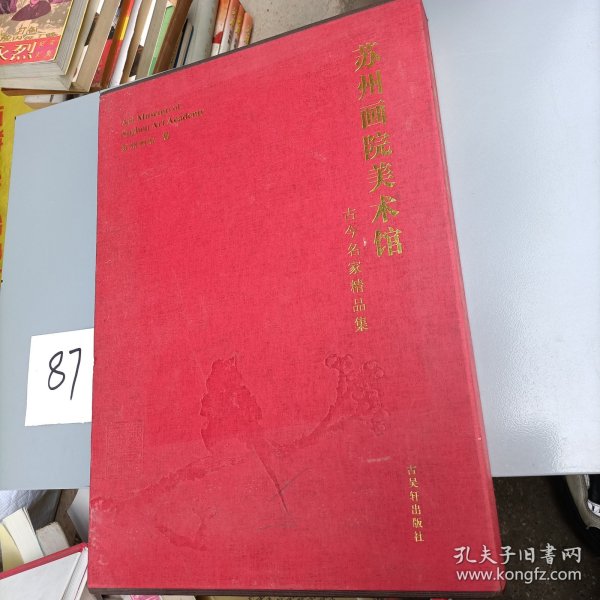 苏州画院美术馆
古今名家精品集
Art Museum of
Suzhou Art Academy
古吴轩出版社
87
烈
孔夫子旧书网
www.kongfz.com